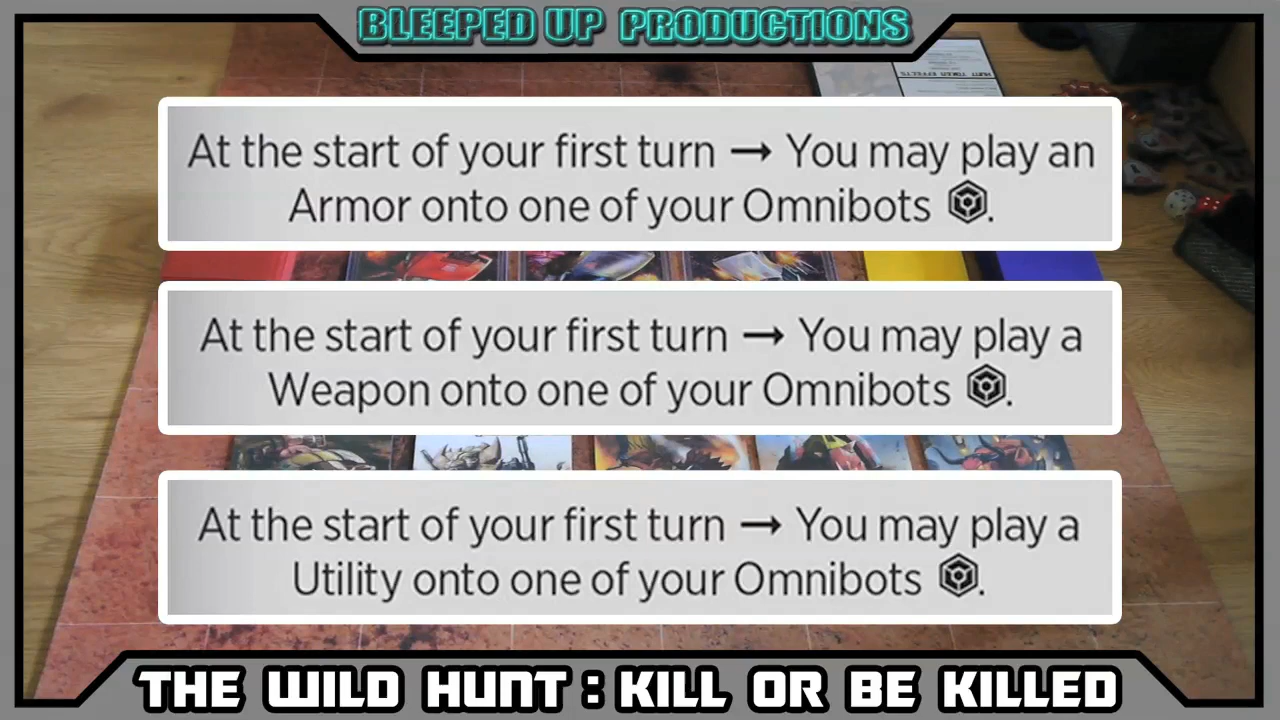 BLEEPED UP PRODUCTIONS
HUNT TOKEN EFFECTS
At the start of your first turn → You may play an
Armor onto one of your Omnibots .
At the start of your first turn → You may play a
Weapon onto one of your Omnibots .
At the start of your first turn → You may play a
Utility onto one of your Omnibots .
THE WILD HUNT : KILL OR BE KILLED